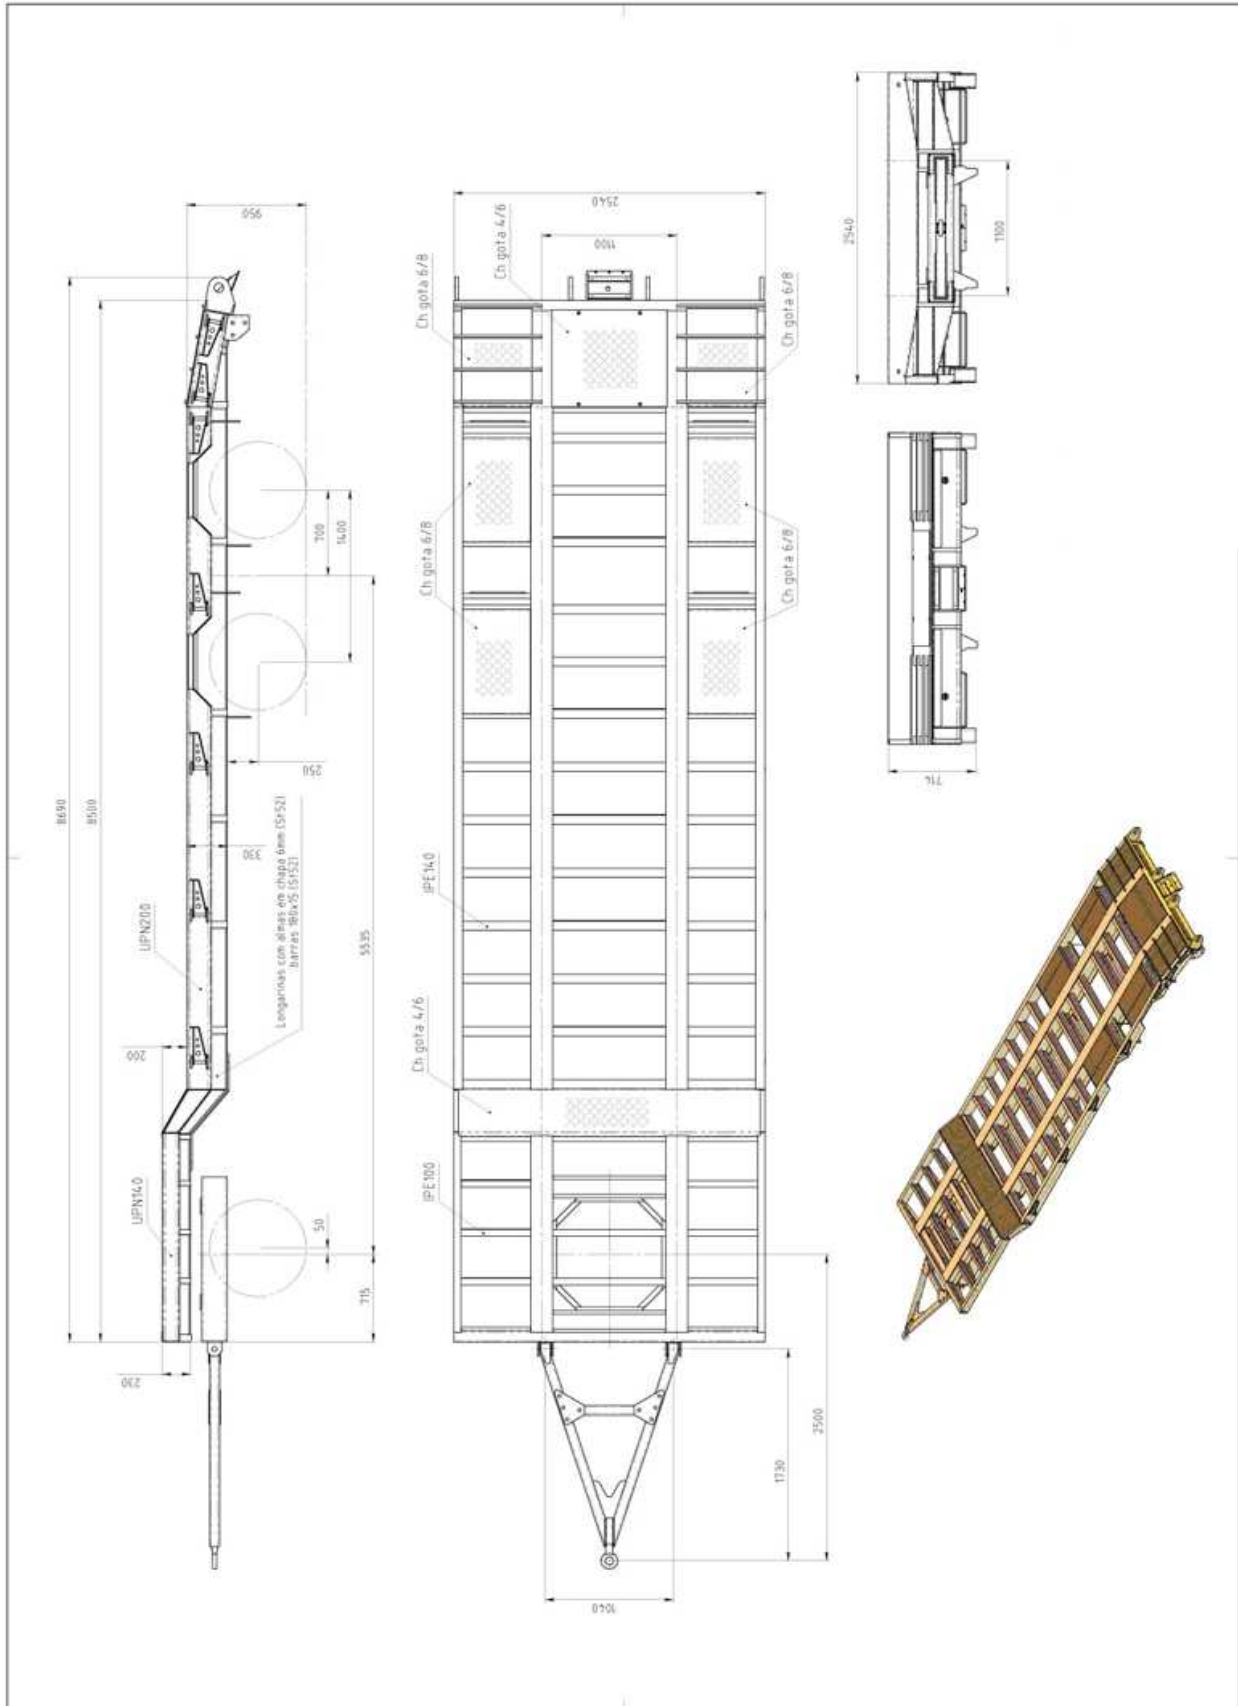 8690
8500
950
700
1400
250
330
UPN200
Longarinas com almas em chapa 6mm (St52)
barras 180x15 (St52)
5535
200
UPN140
50
715
230
2540
1100
Ch gota 4/6
Ch gota 6/8
Ch gota 6/8
Ch gota 6/8
Ch gota 6/8
IPE140
Ch gota 4/6
IPE100
1730
2500
1040
2540
1100
714